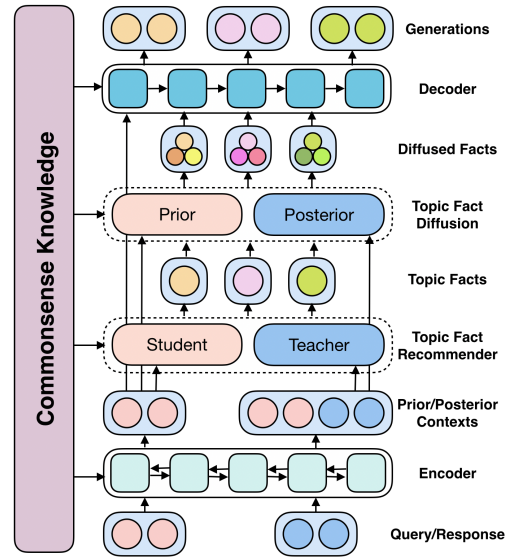 Commonsense Knowledge
Generations
Decoder
Diffused Facts
Prior
Posterior
Topic Fact
Diffusion
Topic Facts
Student
Teacher
Topic Fact
Recommender
Prior/Posterior
Contexts
Encoder
Query/Response